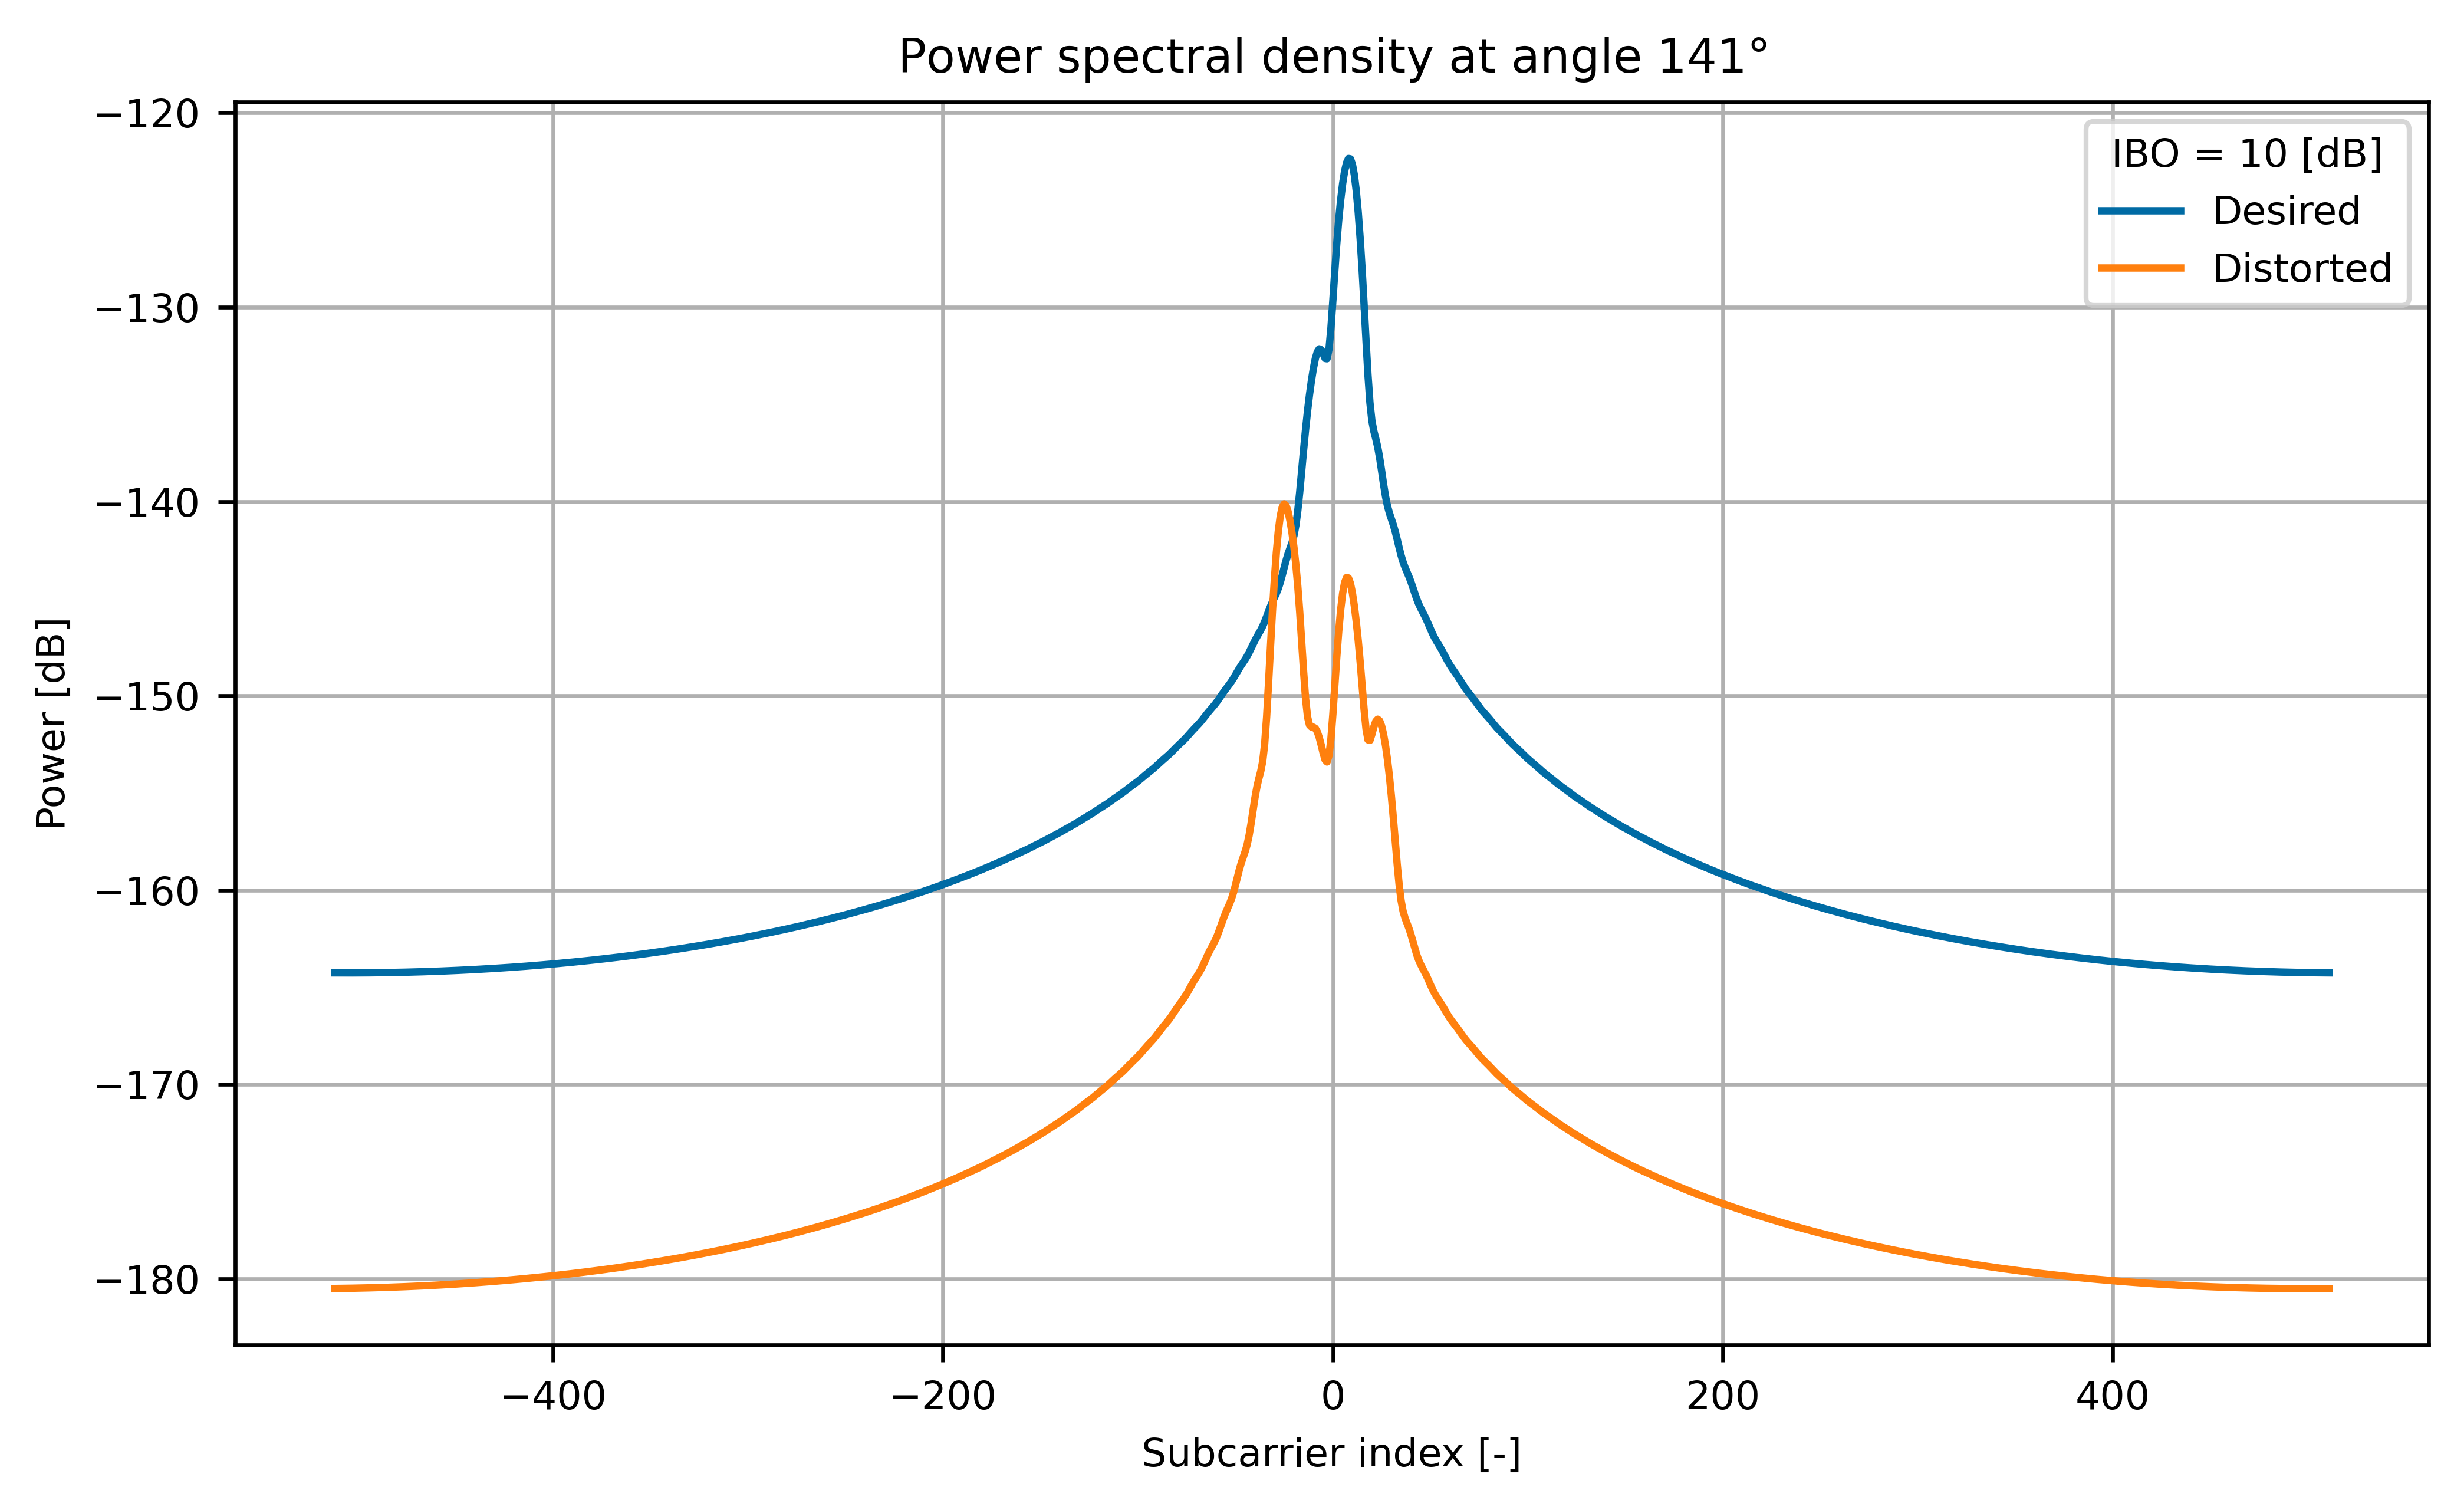 Power spectral density at angle 141°
IBO = 10 [dB]
Desired
Distorted
Power [dB]
−120
−130
−140
−150
−160
−170
−180
−400
−200
0
200
400
Subcarrier index [-]